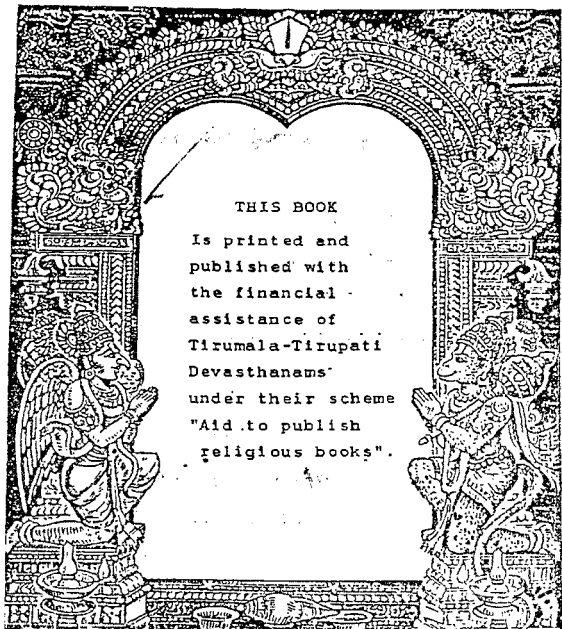 THIS BOOK
Is printed and
published with
the financial
assistance of
Tirumala-Tirupati
Devasthanams
under their scheme
"Aid to publish
religious books".